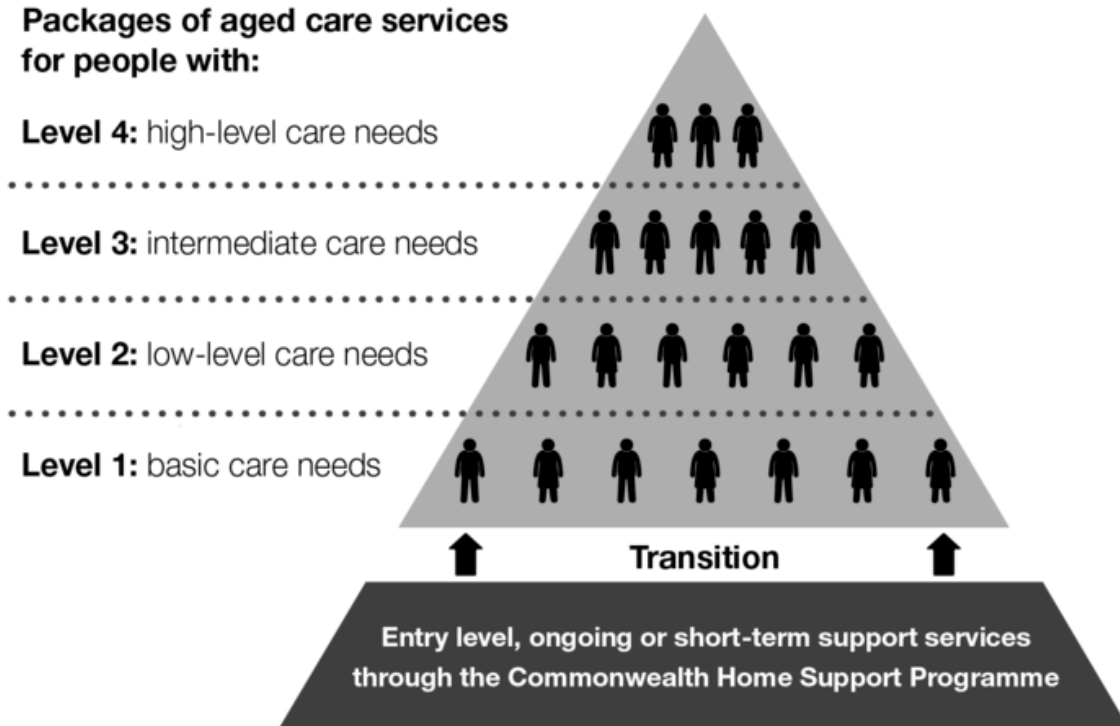 Packages of aged care services
for people with:
Level 4: high-level care needs
Level 3: intermediate care needs
Level 2: low-level care needs
Level 1: basic care needs
Transition
Entry level, ongoing or short-term support services
through the Commonwealth Home Support Programme